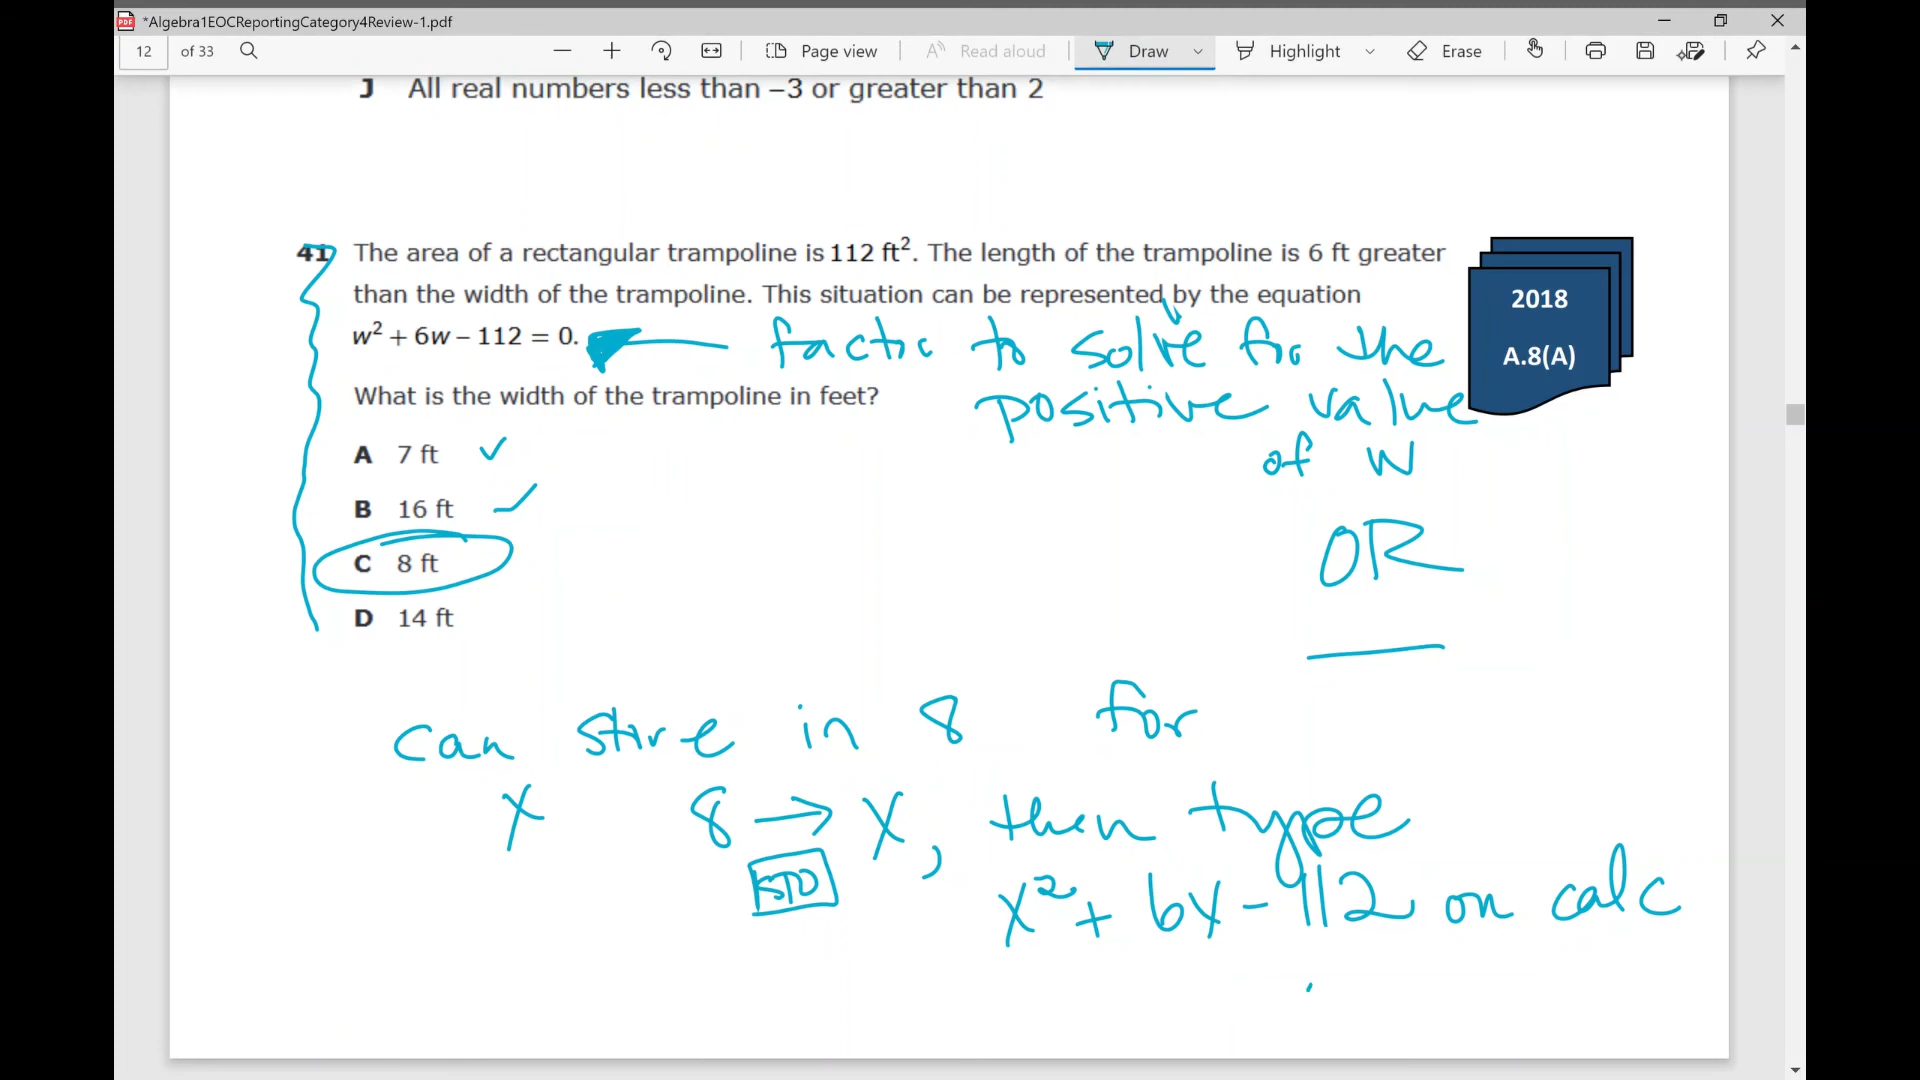 *Algebra1EOCReportingCategory4Review-1.pdf
12 of 33 Page view Read aloud Draw Highlight Erase
J All real numbers less than –3 or greater than 2
41 The area of a rectangular trampoline is 112 ft². The length of the trampoline is 6 ft greater
than the width of the trampoline. This situation can be represented by the equation
w² + 6w – 112 = 0.
factor to solve for the
positive value
of w
2018
A.8(A)
What is the width of the trampoline in feet?
A 7 ft ✓
B 16 ft
C 8 ft
D 14 ft
OR
can store in 8 for
x 8 → x, then type
STO
x² + 6x - 112 on calc